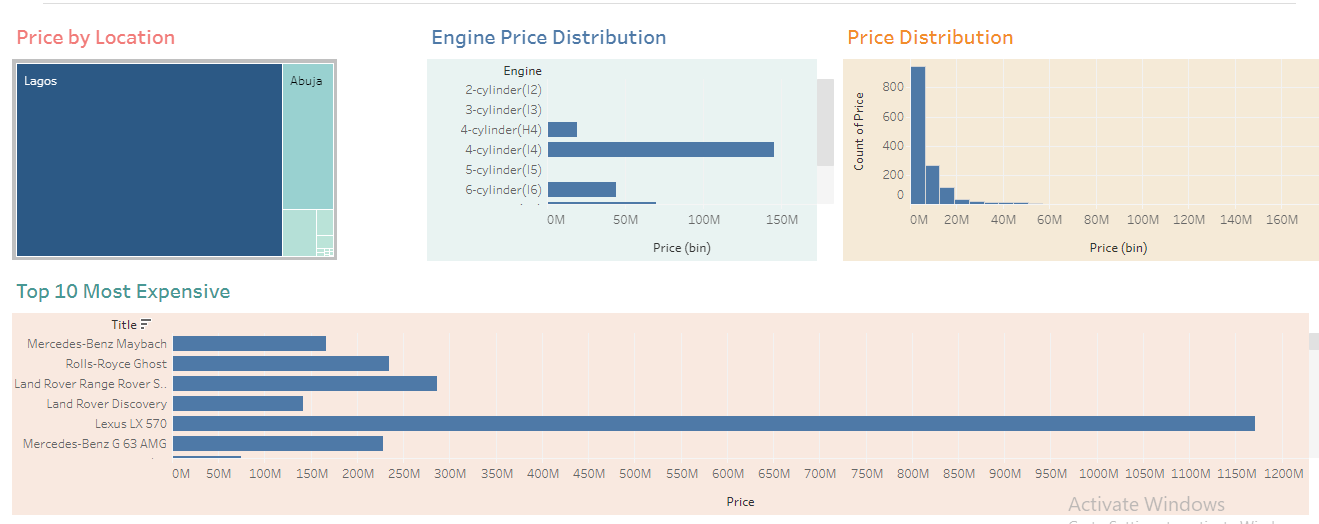 Price by Location
Lagos
Abuja
Engine Price Distribution
Engine
2-cylinder(I2)
3-cylinder(I3)
4-cylinder(H4)
4-cylinder(I4)
5-cylinder(I5)
6-cylinder(I6)
0M 50M 100M 150M
Price (bin)
Price Distribution
Count of Price
800
600
400
200
0
0M 20M 40M 60M 80M 100M 120M 140M 160M
Price (bin)
Top 10 Most Expensive
Title
Mercedes-Benz Maybach
Rolls-Royce Ghost
Land Rover Range Rover S..
Land Rover Discovery
Lexus LX 570
Mercedes-Benz G 63 AMG
0M 50M 100M 150M 200M 250M 300M 350M 400M 450M 500M 550M 600M 650M 700M 750M 800M 850M 900M 950M 1000M 1050M 1100M 1150M 1200M
Price
Activate Windows